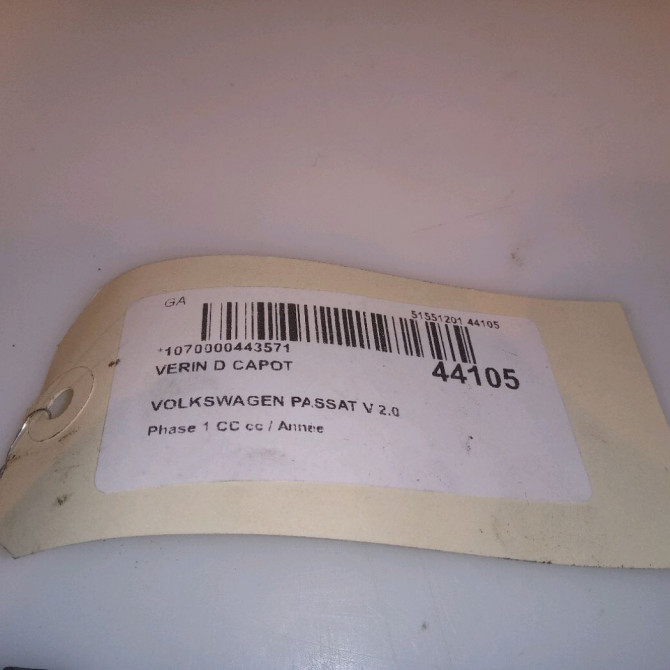 GA
51551201 44105
*1070000443571
VERIN D CAPOT
44105
VOLKSWAGEN PASSAT V 2.0
Phase 1 CC cc / Année